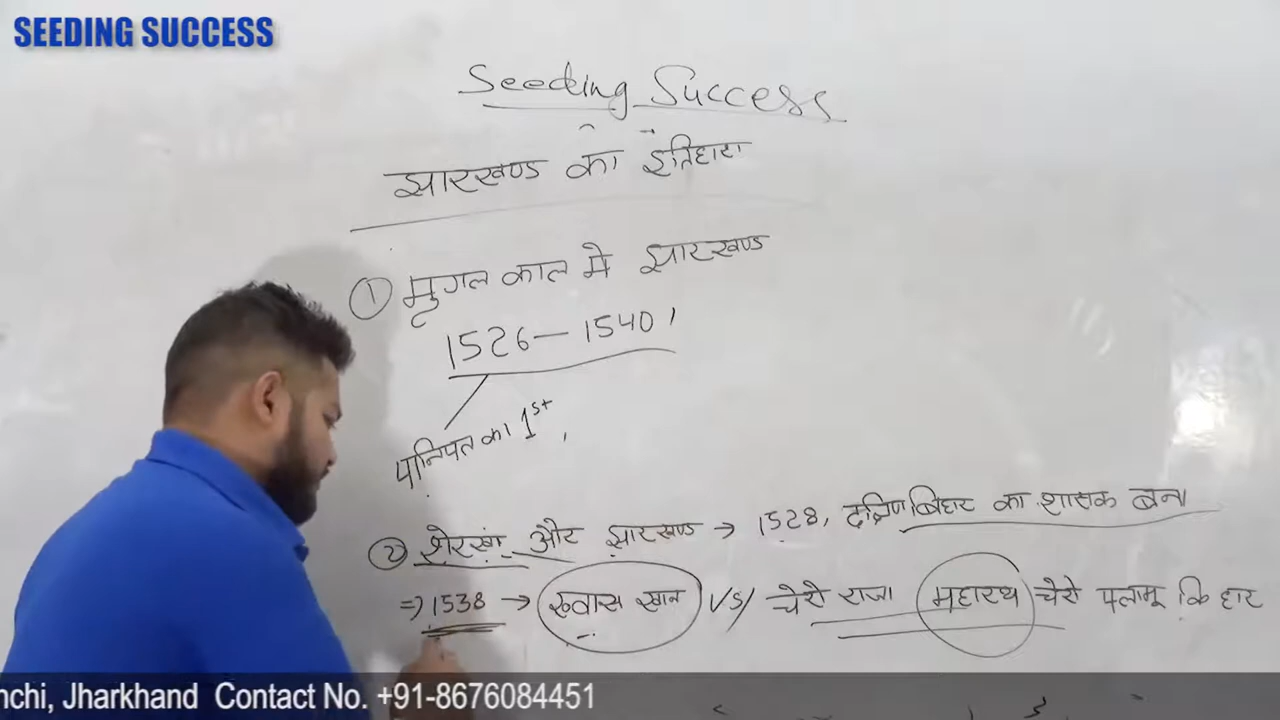 SEEDING SUCCESS
Seeding Success
झारखण्ड का इतिहास
① मुगल काल मे झारखण्ड
1526 – 1540,
पानिपत का 1st,
② शेरखां और झारखण्ड → 1528, दक्षिण बिहार का शासक बना
⇒ 1538 → ख्वास खान V/S चेरो राजा महारथ चेरो पलामू कि हार
nchi, Jharkhand Contact No. +91-8676084451